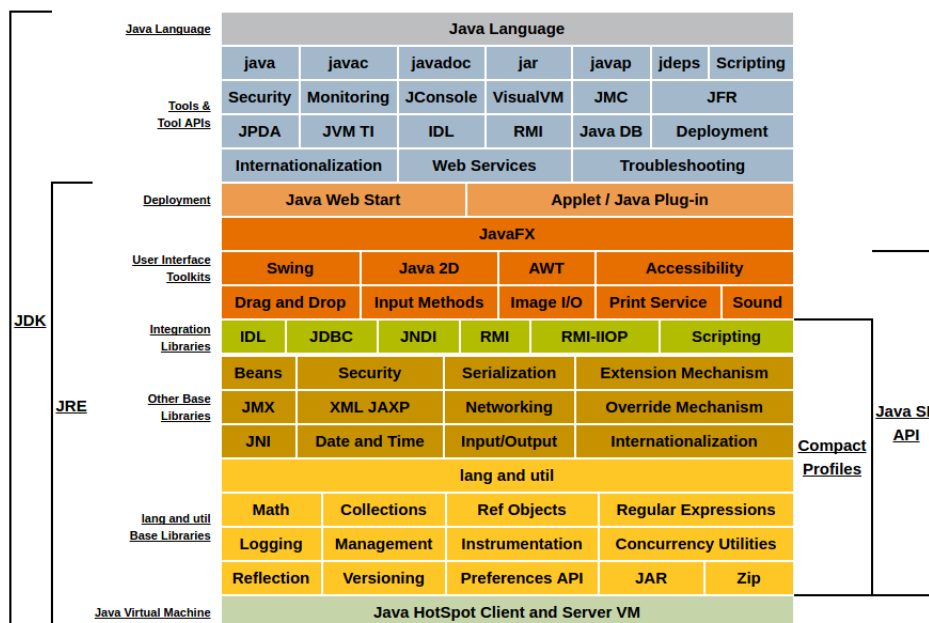 Java Language Java Language
java javac javadoc jar javap jdeps Scripting
Security Monitoring JConsole VisualVM JMC JFR
Tools &
Tool APIs
JPDA JVM TI IDL RMI Java DB Deployment
Internationalization Web Services Troubleshooting
Deployment Java Web Start Applet / Java Plug-in
JavaFX
User Interface
Toolkits
Swing Java 2D AWT Accessibility
Drag and Drop Input Methods Image I/O Print Service Sound
JDK
Integration
Libraries
IDL JDBC JNDI RMI RMI-IIOP Scripting
Beans Security Serialization Extension Mechanism
JRE
Other Base
Libraries
JMX XML JAXP Networking Override Mechanism
JNI Date and Time Input/Output Internationalization
Java SE
API
Compact
Profiles
lang and util
lang and util
Base Libraries
Math Collections Ref Objects Regular Expressions
Logging Management Instrumentation Concurrency Utilities
Reflection Versioning Preferences API JAR Zip
Java Virtual Machine Java HotSpot Client and Server VM